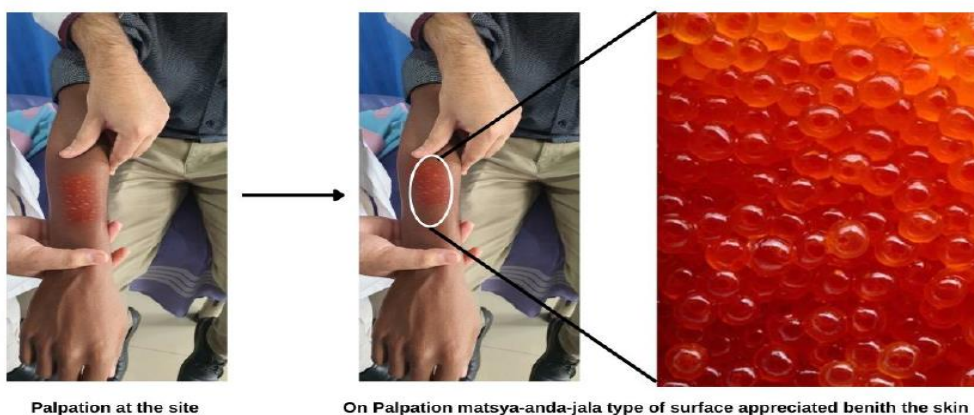 Palpation at the site
On Palpation matsya-anda-jala type of surface appreciated benith the skin